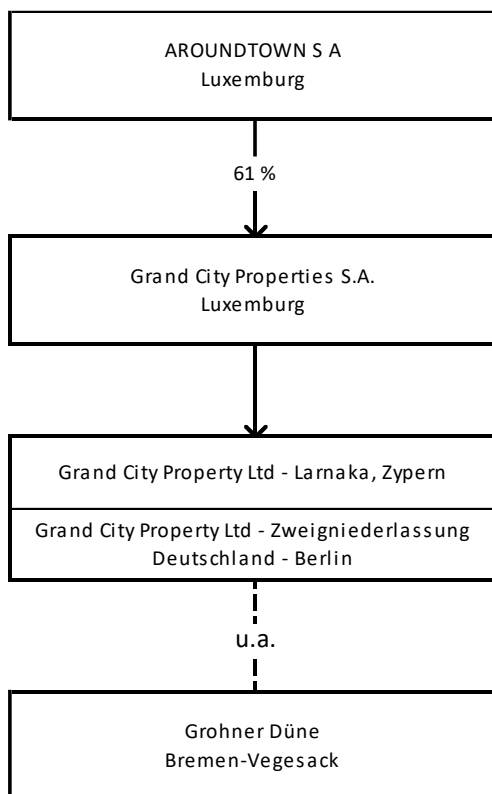 AROUNDTOWN S A
Luxemburg
61 %
Grand City Properties S.A.
Luxemburg
Grand City Property Ltd - Larnaka, Zypern
Grand City Property Ltd - Zweigniederlassung
Deutschland - Berlin
u.a.
Grohner Düne
Bremen-Vegesack